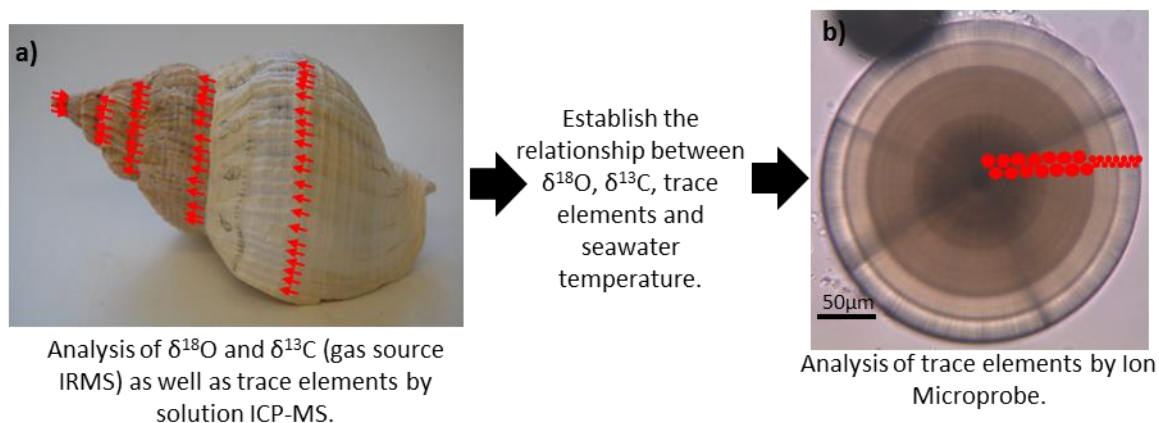 a)
Analysis of δ¹⁸O and δ¹³C (gas source
IRMS) as well as trace elements by
solution ICP-MS.
Establish the
relationship between
δ¹⁸O, δ¹³C, trace
elements and
seawater
temperature.
b)
50µm
Analysis of trace elements by Ion
Microprobe.